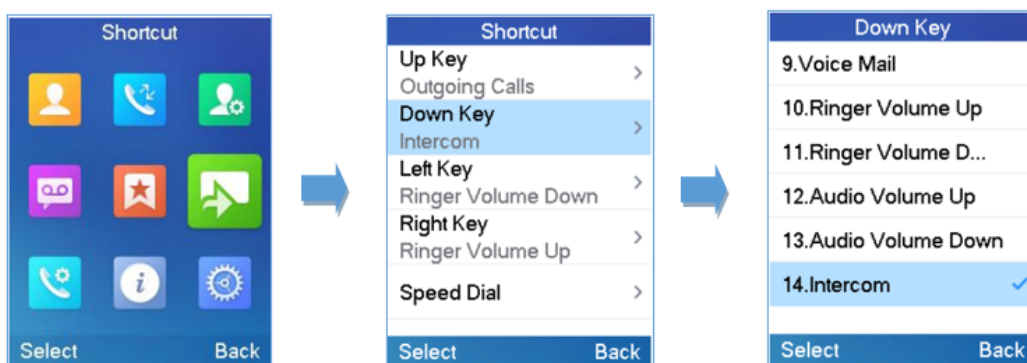 Shortcut
Select Back
Shortcut
Up Key
Outgoing Calls
Down Key
Intercom
Left Key
Ringer Volume Down
Right Key
Ringer Volume Up
Speed Dial
Select Back
Down Key
9.Voice Mail
10.Ringer Volume Up
11.Ringer Volume D...
12.Audio Volume Up
13.Audio Volume Down
14.Intercom
Select Back